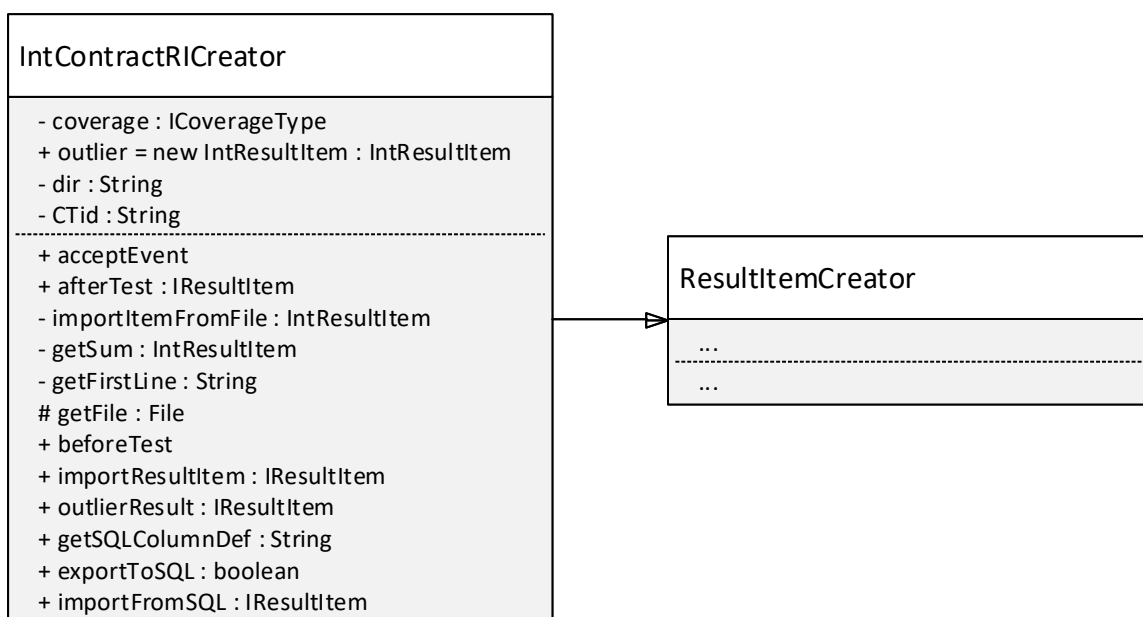 IntContractRICreator
- coverage : ICoverageType
+ outlier = new IntResultItem : IntResultItem
- dir : String
- CTid : String
+ acceptEvent
+ afterTest : IResultItem
- importItemFromFile : IntResultItem
- getSum : IntResultItem
- getFirstLine : String
# getFile : File
+ beforeTest
+ importResultItem : IResultItem
+ outlierResult : IResultItem
+ getSQLColumnDef : String
+ exportToSQL : boolean
+ importFromSQL : IResultItem
ResultItemCreator
...
...